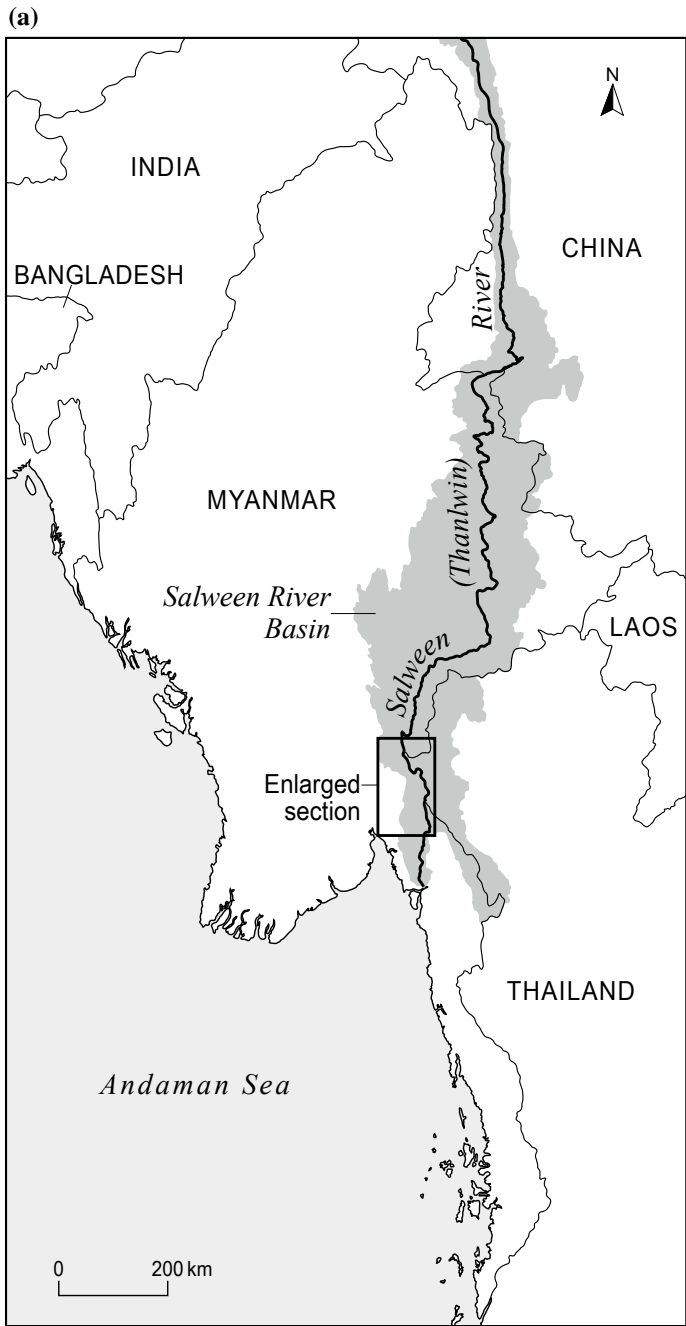 (a)
N
INDIA
CHINA
BANGLADESH
River
MYANMAR
(Thanlwin)
Salween River
Basin
LAOS
Salween
Enlarged
section
THAILAND
Andaman Sea
0 200 km